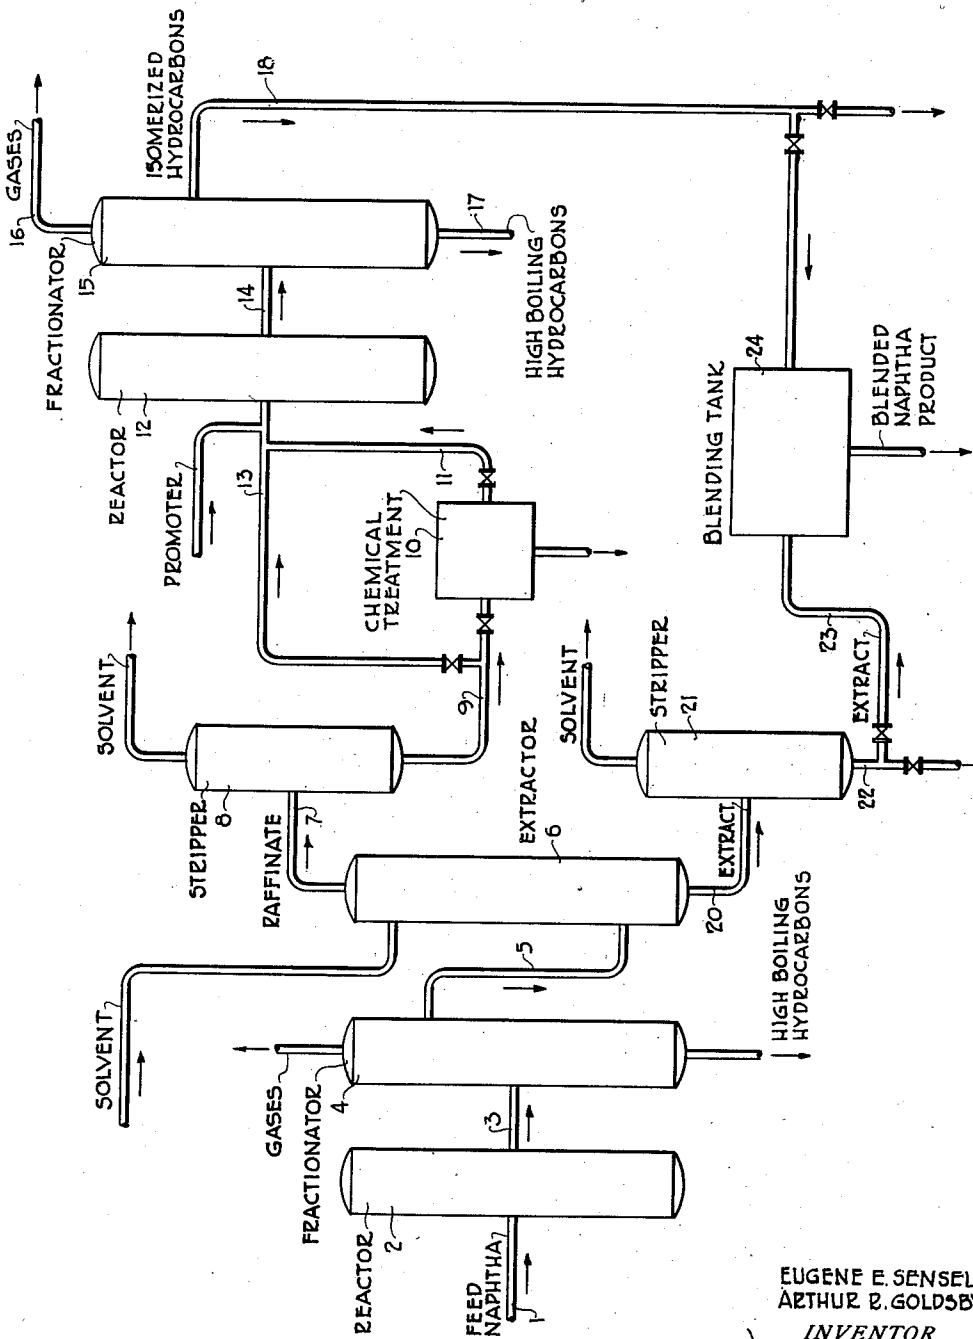 FEED
NAPHTHA
1
REACTOR
2
3
FRACTIONATOR
4
GASES
HIGH BOILING
HYDROCARBONS
5
SOLVENT
EXTRACTOR
6
RAFFINATE
7
STRIPPER
8
SOLVENT
9
CHEMICAL
TREATMENT
10
11
13
PROMOTER
REACTOR
12
14
FRACTIONATOR
15
16
GASES
17
HIGH BOILING
HYDROCARBONS
ISOMERIZED
HYDROCARBONS
18
20
EXTRACT
STRIPPER
21
SOLVENT
22
EXTRACT
23
BLENDING TANK
24
BLENDED
NAPHTHA
PRODUCT
EUGENE E. SENSEL
ARTHUR R. GOLDSB
INVENTOR